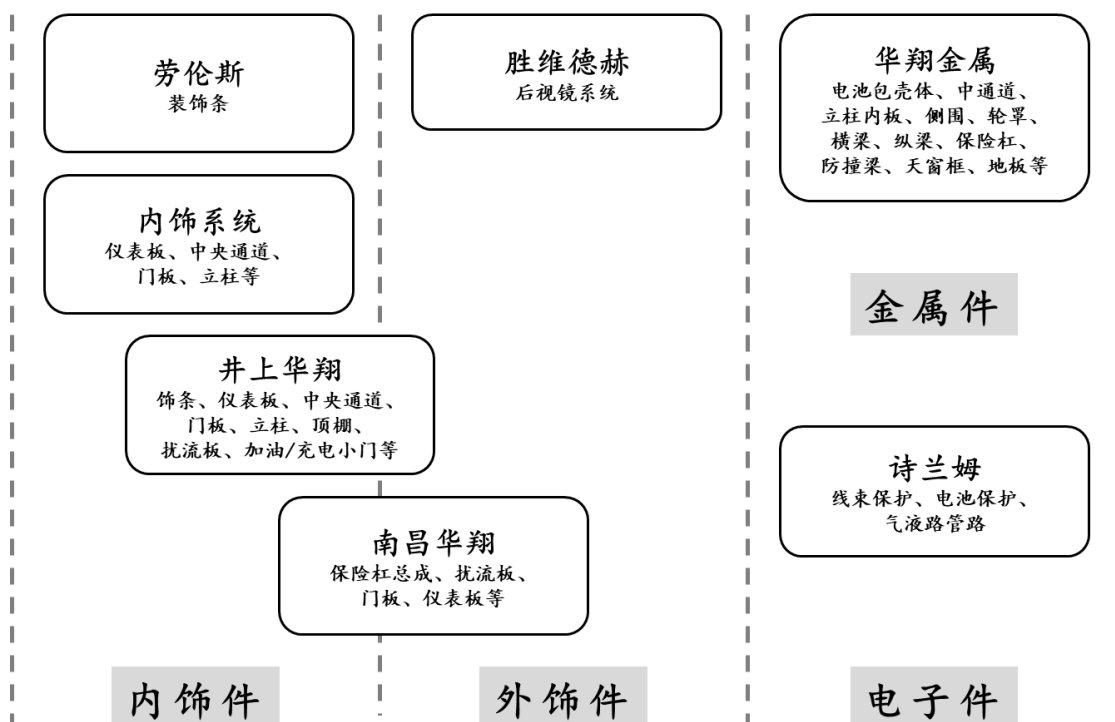 劳伦斯
装饰条
内饰系统
仪表板、中央通道、
门板、立柱等
井上华翔
饰条、仪表板、中央通道、
门板、立柱、顶棚、
扰流板、加油/充电小门等
南昌华翔
保险杠总成、扰流板、
门板、仪表板等
内饰件
胜维德赫
后视镜系统
外饰件
华翔金属
电池包壳体、中通道、
立柱内板、侧围、轮罩、
横梁、纵梁、保险杠、
防撞梁、天窗框、地板等
金属件
诗兰姆
线束保护、电池保护、
气液路管路
电子件